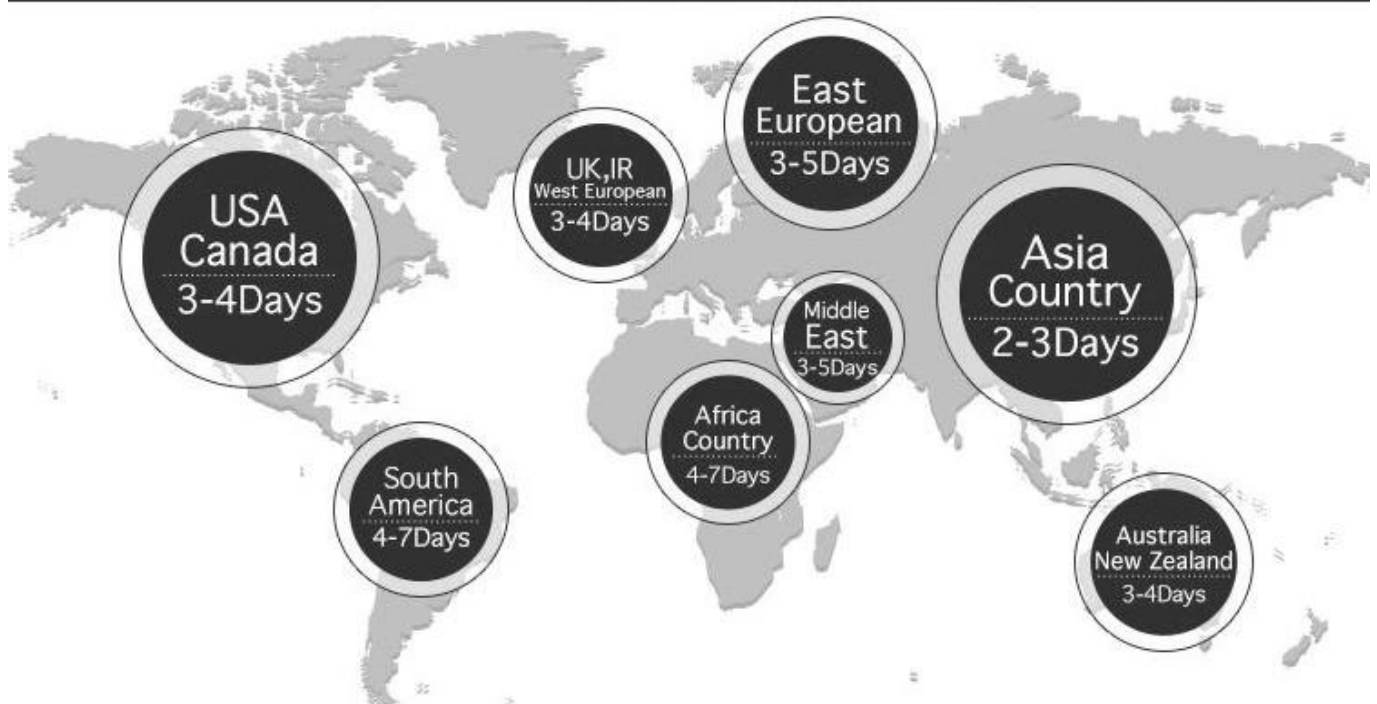 USA
Canada
3-4Days
UK,IR
West European
3-4Days
East
European
3-5Days
Asia
Country
2-3Days
Middle
East
3-5Days
Africa
Country
4-7Days
South
America
4-7Days
Australia
New Zealand
3-4Days